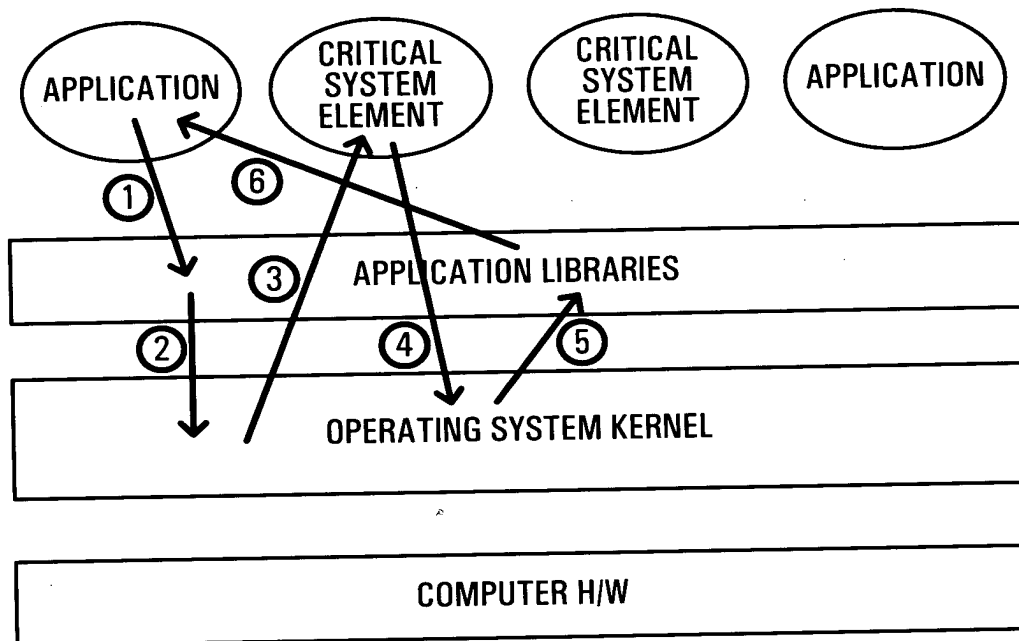 APPLICATION
CRITICAL
SYSTEM
ELEMENT
CRITICAL
SYSTEM
ELEMENT
APPLICATION
1
6
3
APPLICATION LIBRARIES
2
4
5
OPERATING SYSTEM KERNEL
COMPUTER H/W